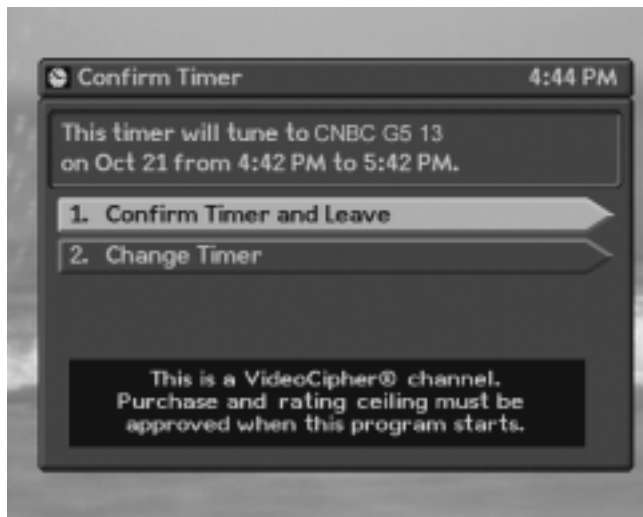 Confirm Timer 4:44 PM
This timer will tune to CNBC G5 13
on Oct 21 from 4:42 PM to 5:42 PM.
1. Confirm Timer and Leave
2. Change Timer
This is a VideoCipher® channel.
Purchase and rating ceiling must be
approved when this program starts.